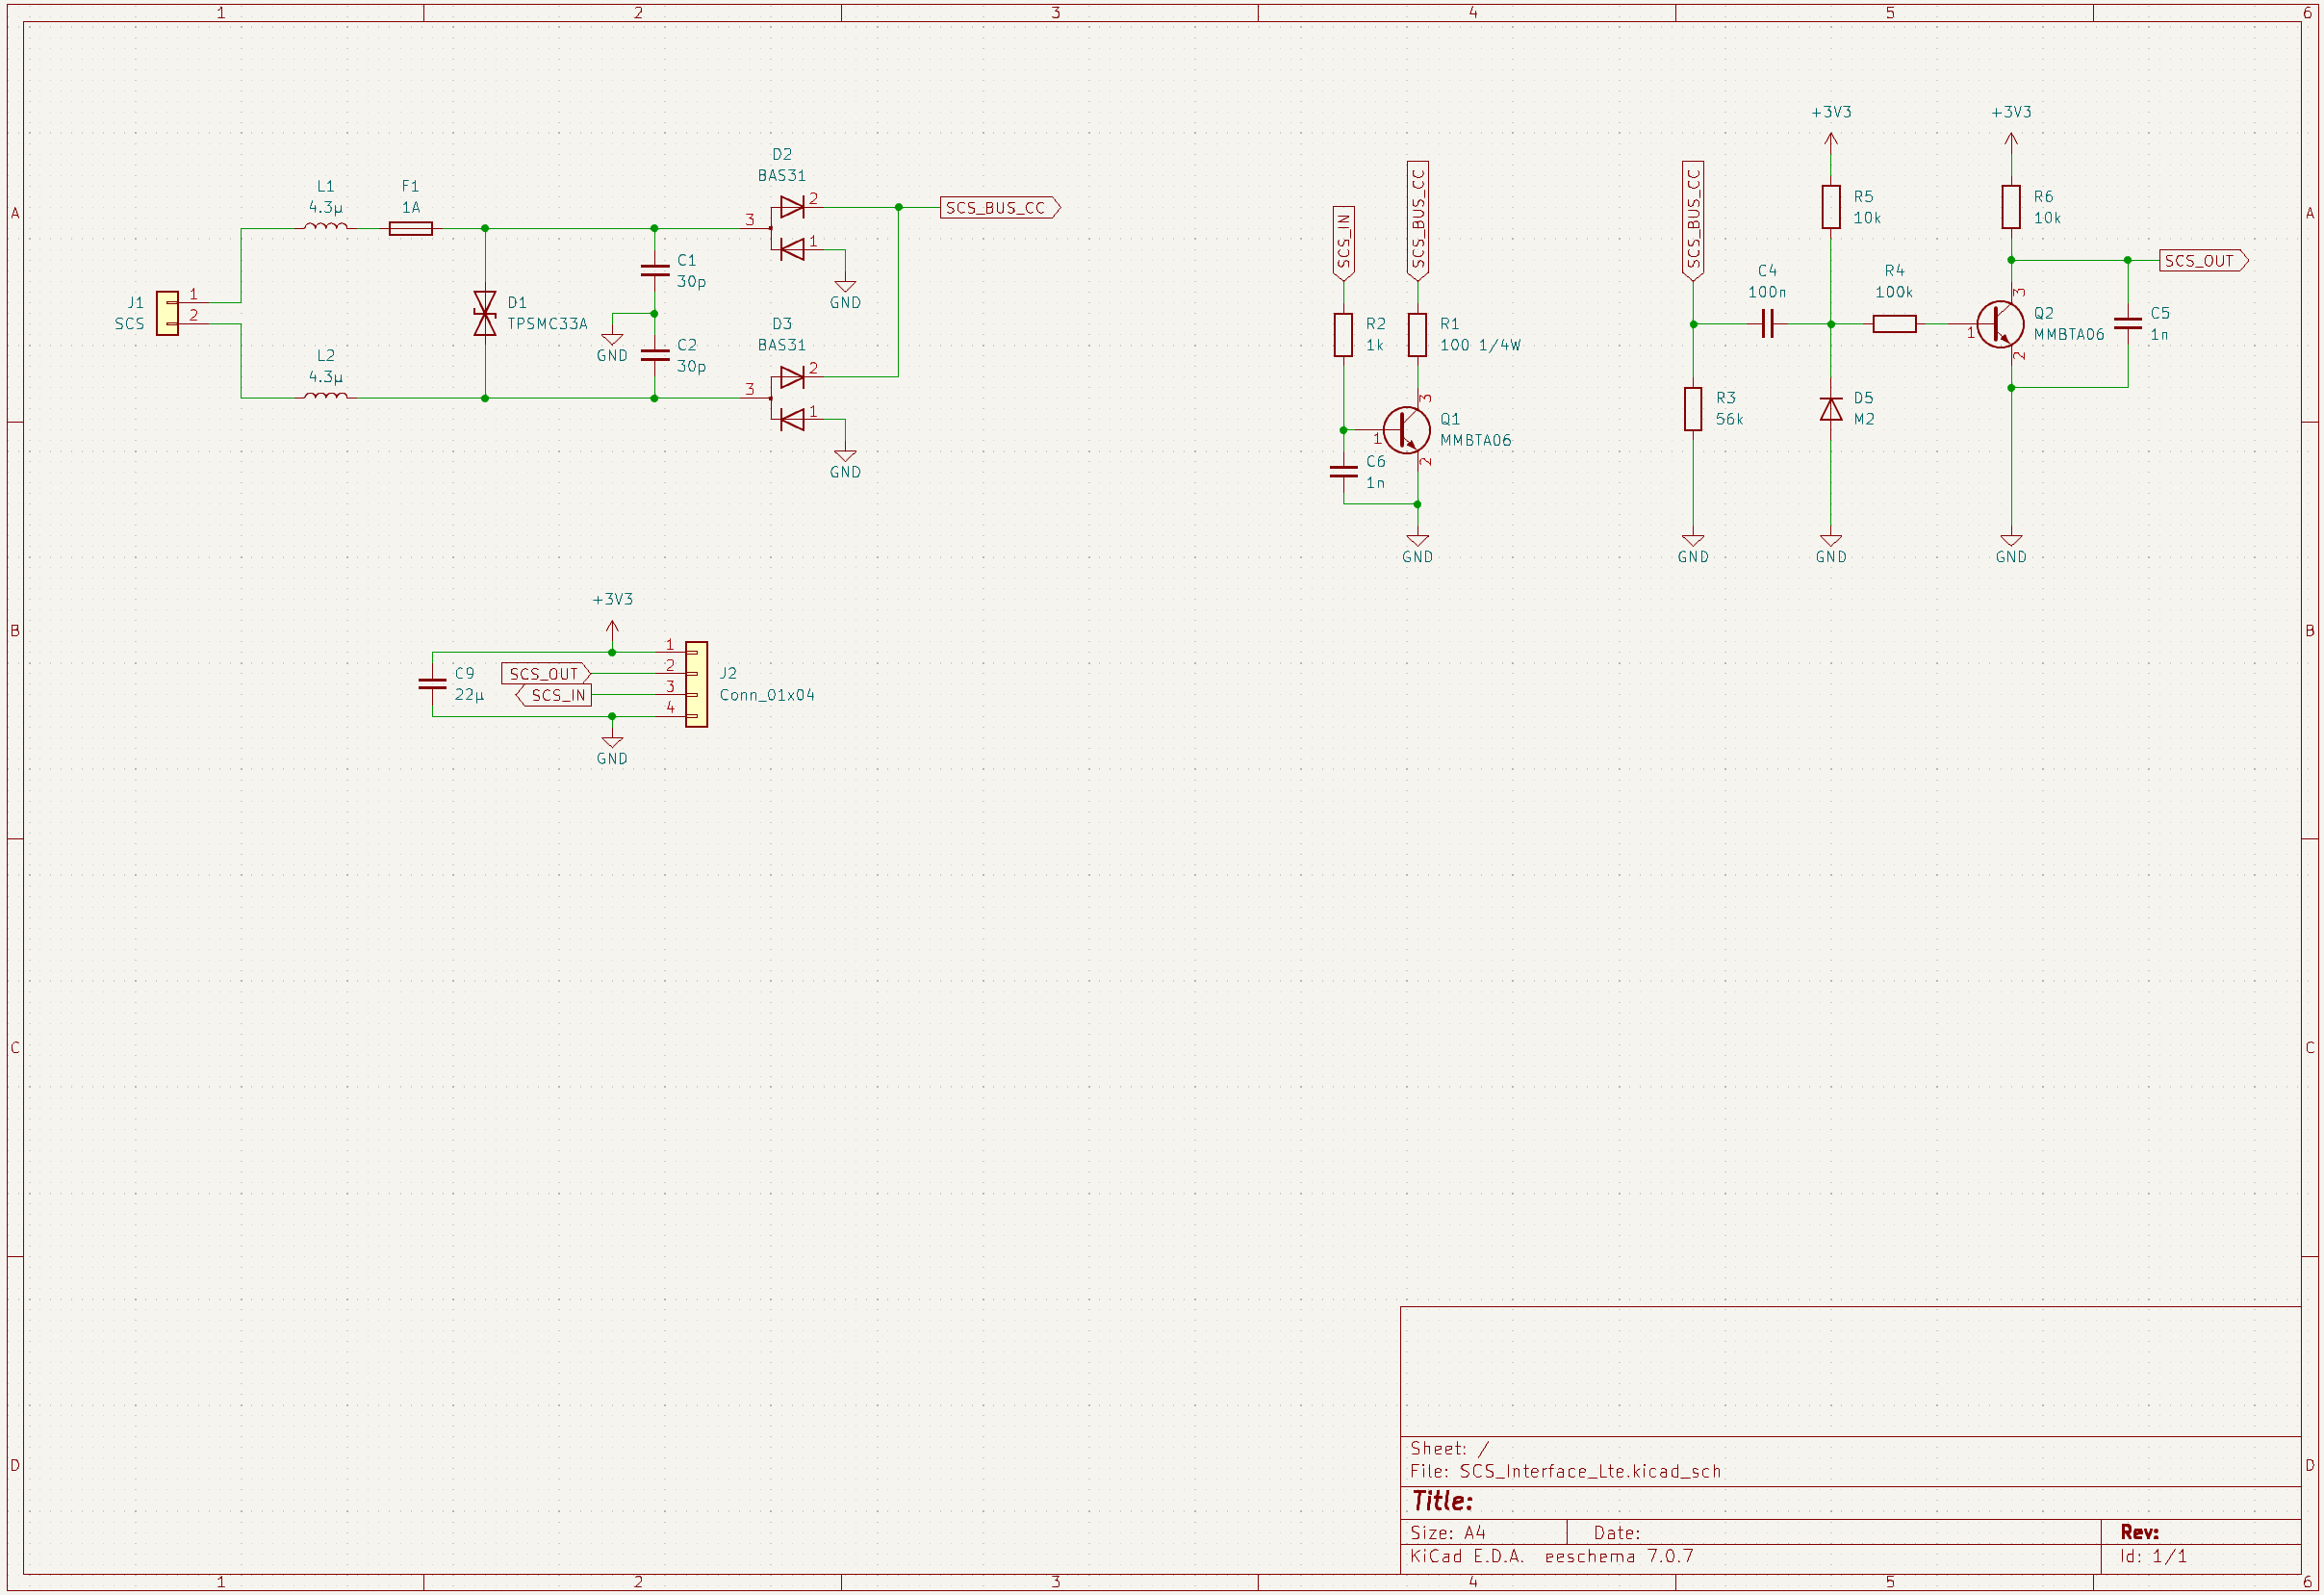 1 2 3 4 5 6
A
B
C
D
A
B
C
D
1 2 3 4 5 6
J1
SCS
1
2
L1
4.3µ
F1
1A
L2
4.3µ
D1
TPSMC33A
C1
30p
GND
C2
30p
D2
BAS31
3
2
1
GND
D3
BAS31
3
2
1
GND
SCS_BUS_CC
SCS_IN
SCS_BUS_CC
R2
1k
R1
100 1/4W
Q1
MMBTA06
1
3
2
C6
1n
GND
SCS_BUS_CC
C4
100n
R3
56k
GND
+3V3
R5
10k
R4
100k
D5
M2
GND
+3V3
R6
10k
SCS_OUT
Q2
MMBTA06
1
3
2
C5
1n
GND
+3V3
C9
22µ
SCS_OUT
SCS_IN
1
2
3
4
J2
Conn_01x04
GND
Sheet: /
File: SCS_Interface_Lte.kicad_sch
Title:
Size: A4 Date: Rev:
KiCad E.D.A. eeschema 7.0.7 Id: 1/1